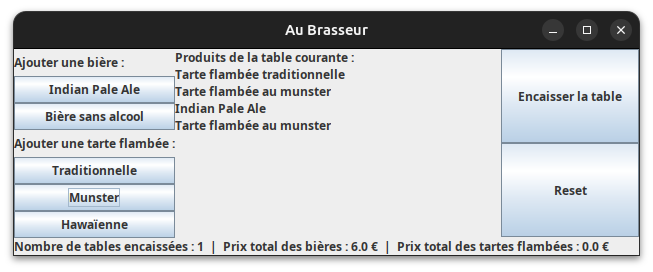 Au Brasseur
Ajouter une bière :
Indian Pale Ale
Bière sans alcool
Ajouter une tarte flambée :
Traditionnelle
Munster
Hawaïenne
Produits de la table courante :
Tarte flambée traditionnelle
Tarte flambée au munster
Indian Pale Ale
Tarte flambée au munster
Encaisser la table
Reset
Nombre de tables encaissées : 1 | Prix total des bières : 6.0 € | Prix total des tartes flambées : 0.0 €